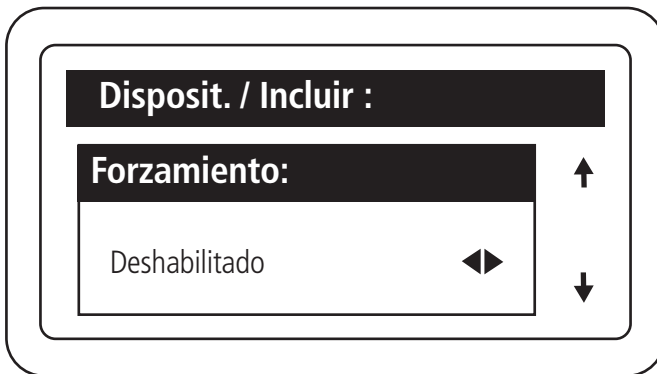 Disposit. / Incluir :
Forzamiento:
Deshabilitado